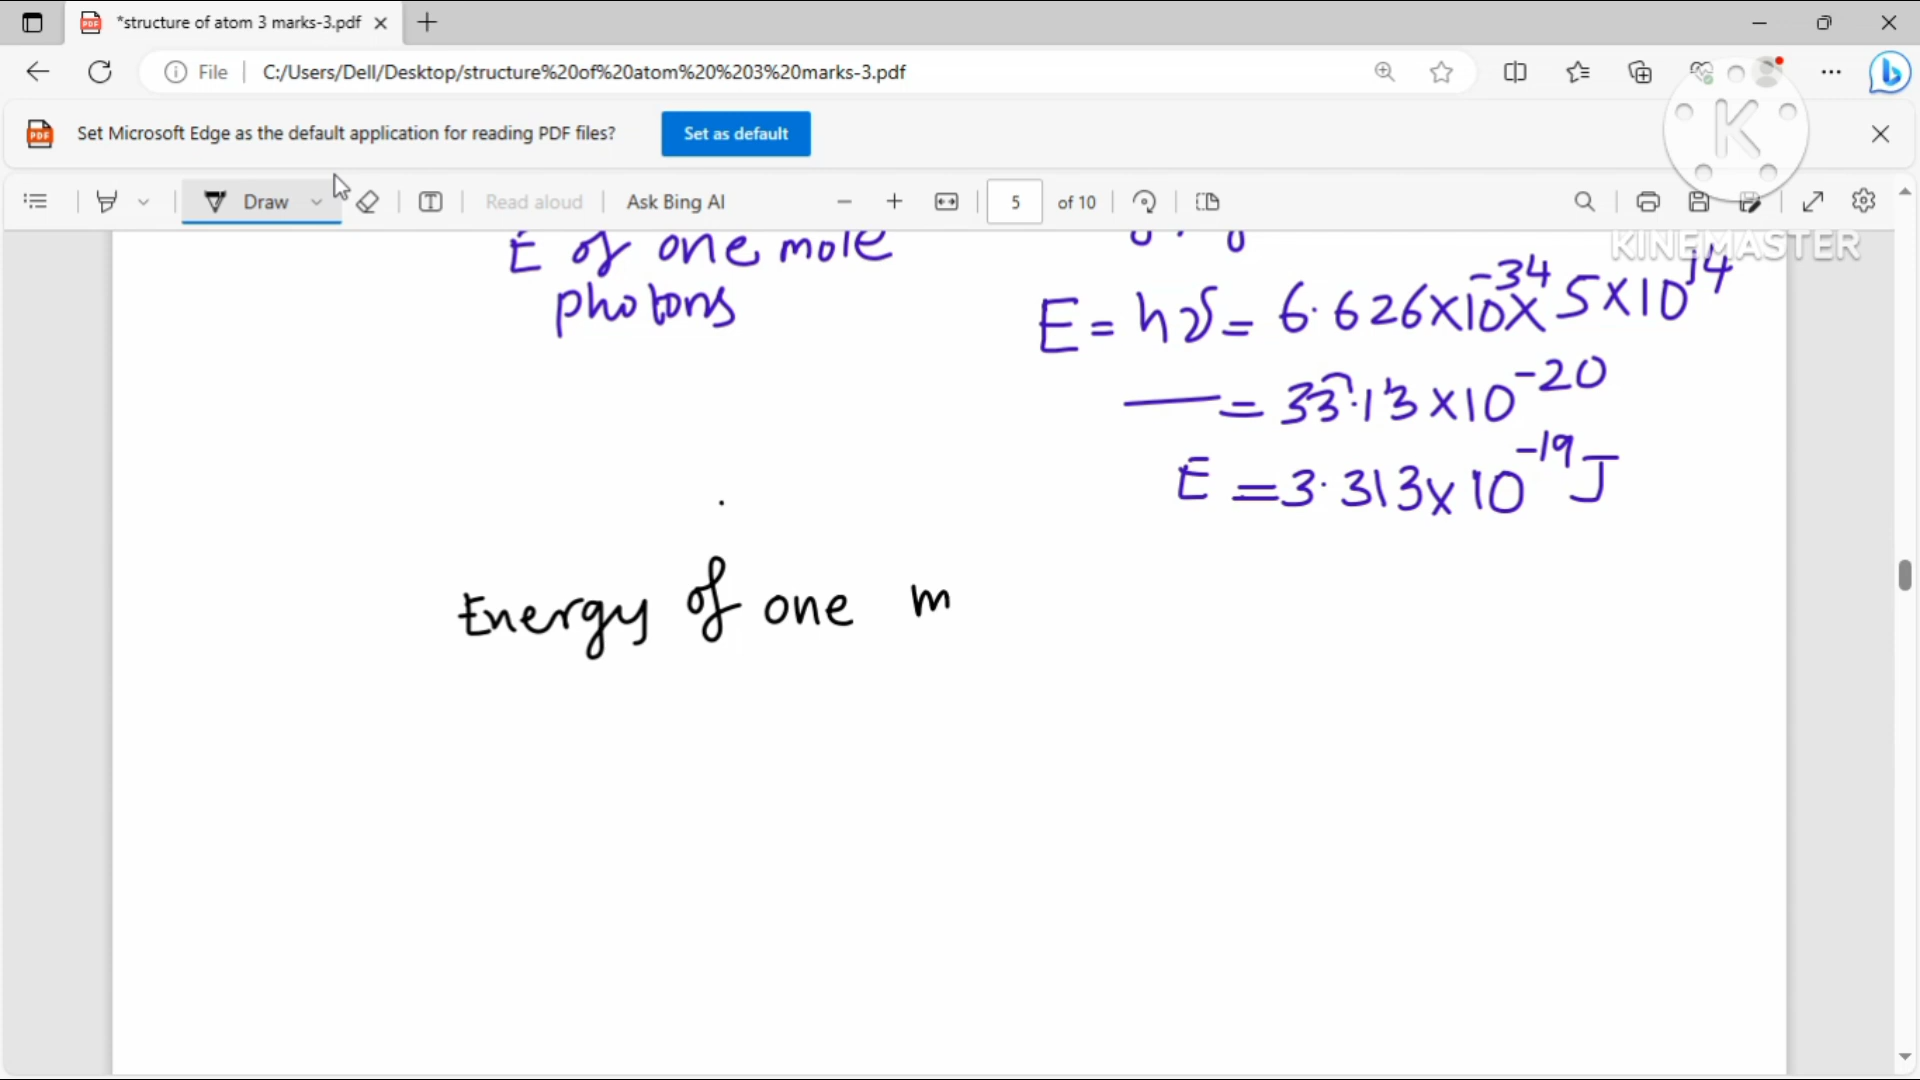 *structure of atom 3 marks-3.pdf
File
C:/Users/Dell/Desktop/structure%20of%20atom%20%203%20marks-3.pdf
Set Microsoft Edge as the default application for reading PDF files?
Set as default
K
Draw
Read aloud
Ask Bing AI
5 of 10
KINEMASTER
E of one mole
photons
E = hν = 6.626×10⁻³⁴× 5×10¹⁴
= 33.13×10⁻²⁰
E = 3.313×10⁻¹⁹ J
Energy of one m